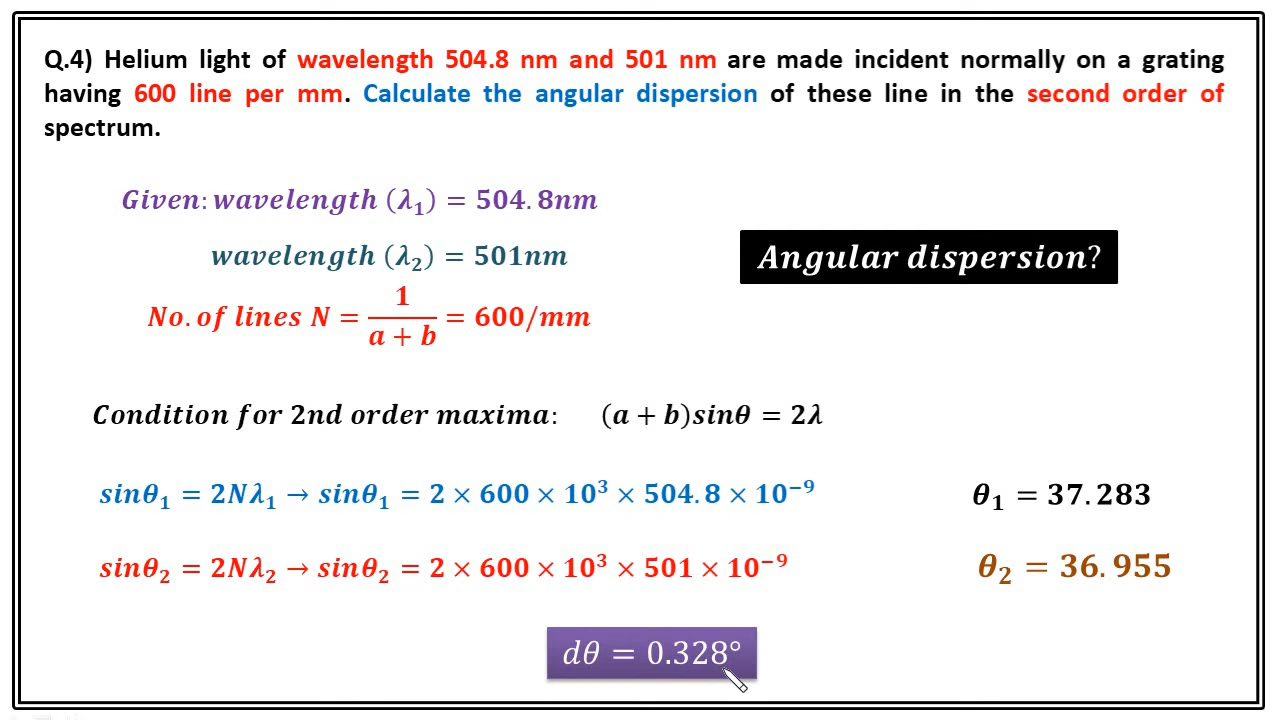 Q.4) Helium light of wavelength 504.8 nm and 501 nm are made incident normally on a grating
having 600 line per mm. Calculate the angular dispersion of these line in the second order of
spectrum.
Given: wavelength (λ₁) = 504.8nm
wavelength (λ₂) = 501nm
Angular dispersion?
No. of lines N = 1/(a + b) = 600/mm
Condition for 2nd order maxima: (a + b)sinθ = 2λ
sinθ₁ = 2Nλ₁ → sinθ₁ = 2 × 600 × 10³ × 504.8 × 10⁻⁹ θ₁ = 37.283
sinθ₂ = 2Nλ₂ → sinθ₂ = 2 × 600 × 10³ × 501 × 10⁻⁹ θ₂ = 36.955
dθ = 0.328°